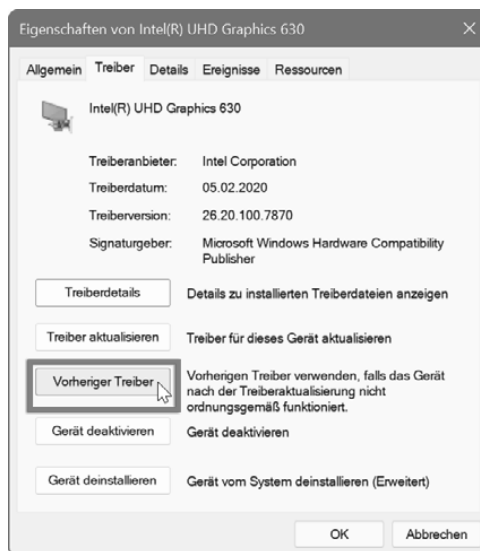 Eigenschaften von Intel(R) UHD Graphics 630
Allgemein Treiber Details Ereignisse Ressourcen
Intel(R) UHD Graphics 630
Treiberanbieter: Intel Corporation
Treiberdatum: 05.02.2020
Treiberversion: 26.20.100.7870
Signaturgeber: Microsoft Windows Hardware Compatibility
Publisher
Treiberdetails Details zu installierten Treiberdateien anzeigen
Treiber aktualisieren Treiber für dieses Gerät aktualisieren
Vorheriger Treiber Vorherigen Treiber verwenden, falls das Gerät
nach der Treiberaktualisierung nicht
ordnungsgemäß funktioniert.
Gerät deaktivieren Gerät deaktivieren
Gerät deinstallieren Gerät vom System deinstallieren (Erweitert)
OK Abbrechen